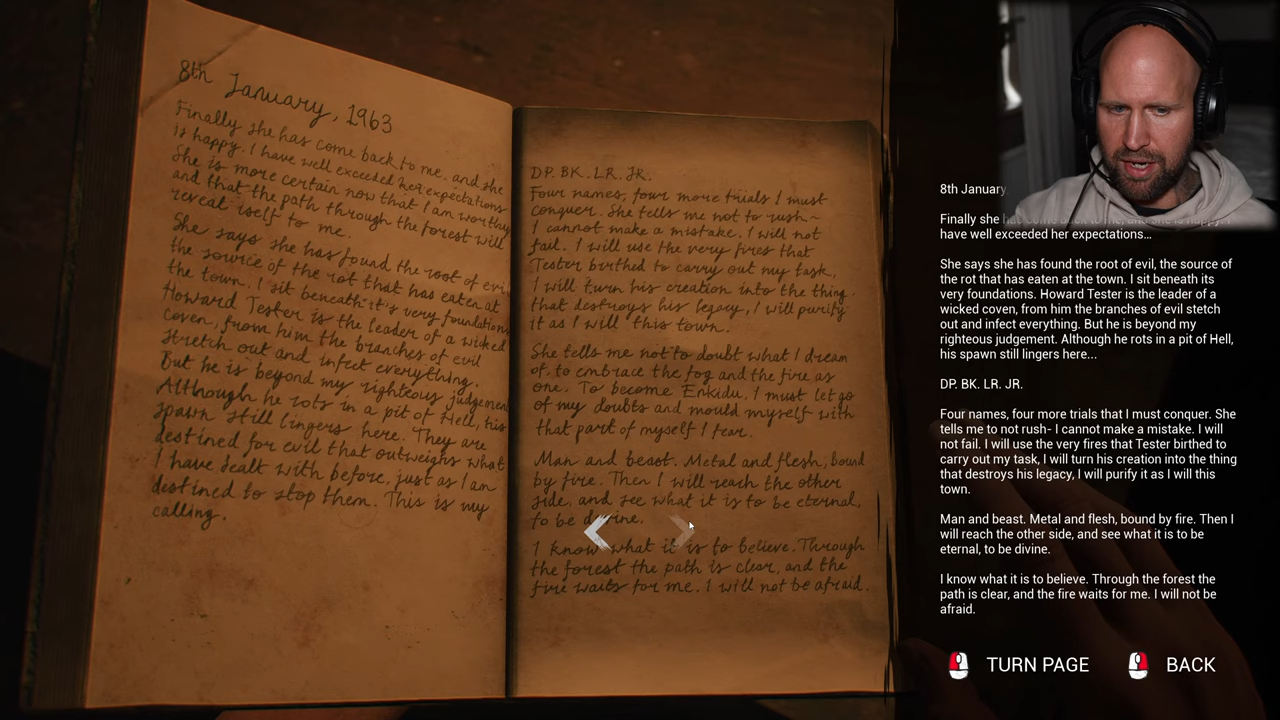 8th January, 1963
Finally she has come back to me, and she
is happy. I have well exceeded her expectations
She is more certain now that I am worthy
and that the path through the forest will
reveal itself to me.
She says she has found the root of evil
the source of the rot that has eaten at
the town. I sit beneath it's very foundations
Howard Tester is the leader of a wicked
coven, from him the branches of evil
stretch out and infect everything.
But he is beyond my righteous judgement
Although he rots in a pit of Hell, his
spawn still lingers here. They are
destined for evil that outweighs what
I have dealt with before, just as I am
destined to stop them. This is my
calling.
DP. BK. LR. JR.
Four names, four more trials I must
conquer. She tells me not to rush~
I cannot make a mistake. I will not
fail. I will use the very fires that
Tester birthed to carry out my task,
I will turn his creation into the thing
that destroys his legacy, I will purify
it as I will this town.
She tells me not to doubt what I dream
of, to embrace the fog and the fire as
one. To become Enkidu, I must let go
of my doubts and mould myself with
that part of myself I fear.
Man and beast. Metal and flesh, bound
by fire. Then I will reach the other
side, and see what it is to be eternal,
to be divine.
I know what it is to believe. Through
the forest the path is clear, and the
fire waits for me. I will not be afraid.
8th January
Finally she has come back to me, and she is happy. I
have well exceeded her expectations...
She says she has found the root of evil, the source of
the rot that has eaten at the town. I sit beneath its
very foundations. Howard Tester is the leader of a
wicked coven, from him the branches of evil stretch
out and infect everything. But he is beyond my
righteous judgement. Although he rots in a pit of Hell,
his spawn still lingers here...
DP. BK. LR. JR.
Four names, four more trials that I must conquer. She
tells me to not rush- I cannot make a mistake. I will
not fail. I will use the very fires that Tester birthed to
carry out my task, I will turn his creation into the thing
that destroys his legacy, I will purify it as I will this
town.
Man and beast. Metal and flesh, bound by fire. Then I
will reach the other side, and see what it is to be
eternal, to be divine.
I know what it is to believe. Through the forest the
path is clear, and the fire waits for me. I will not be
afraid.
TURN PAGE
BACK